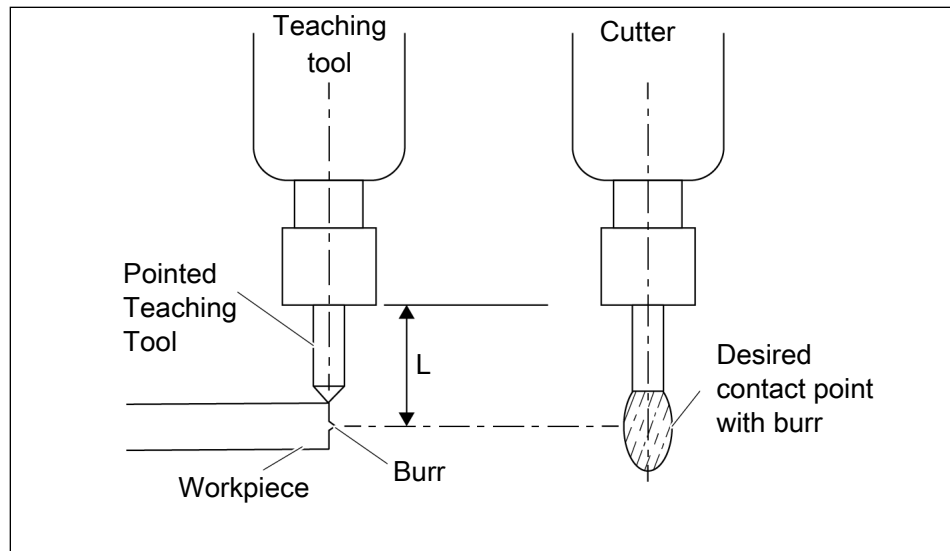 Teaching
tool
Cutter
Pointed
Teaching
Tool
L
Desired
contact point
with burr
Burr
Workpiece